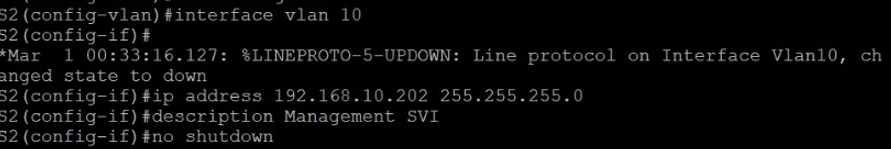 S2(config-vlan)#interface vlan 10
S2(config-if)#
*Mar  1 00:33:16.127: %LINEPROTO-5-UPDOWN: Line protocol on Interface Vlan10, ch
anged state to down
S2(config-if)#ip address 192.168.10.202 255.255.255.0
S2(config-if)#description Management SVI
S2(config-if)#no shutdown